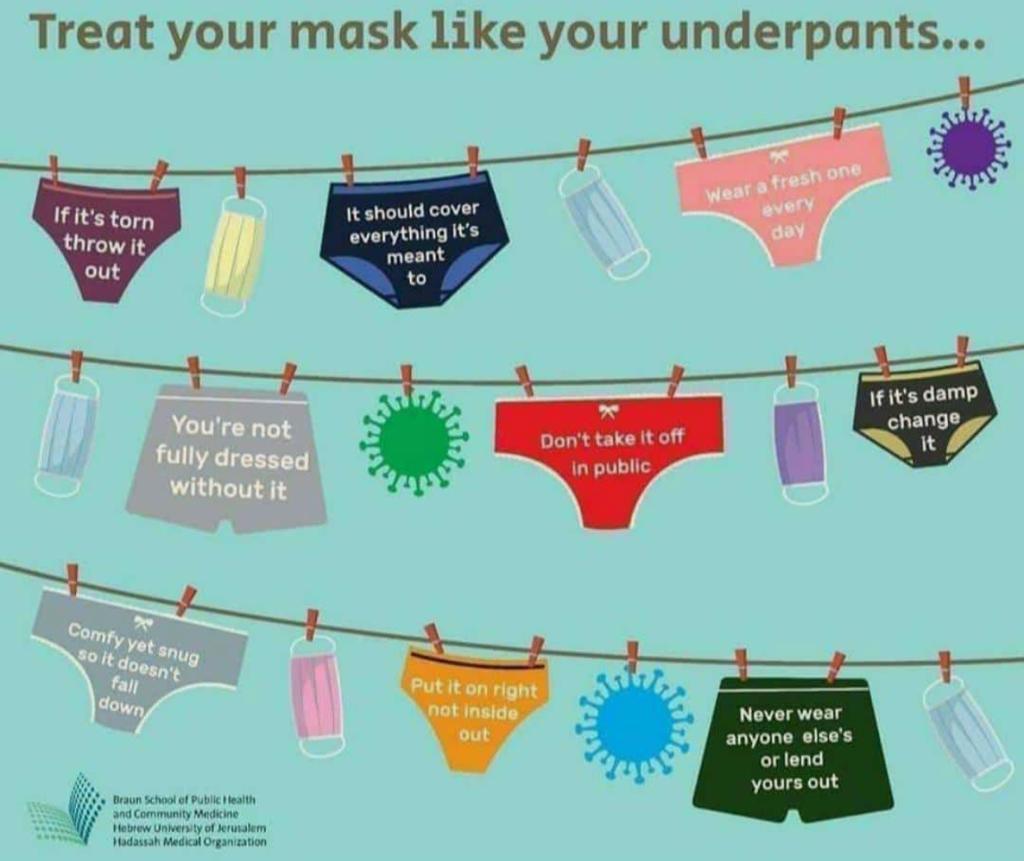 Treat your mask like your underpants...
If it's torn
throw it
out
It should cover
everything it's
meant
to
Wear a fresh one
every
day
You're not
fully dressed
without it
Don't take it off
in public
If it's damp
change
it
Comfy yet snug
so it doesn't
fall
down
Put it on right
not inside
out
Never wear
anyone else's
or lend
yours out
Braun School of Public Health
and Community Medicine
Hebrew University of Jerusalem
Hadassah Medical Organization